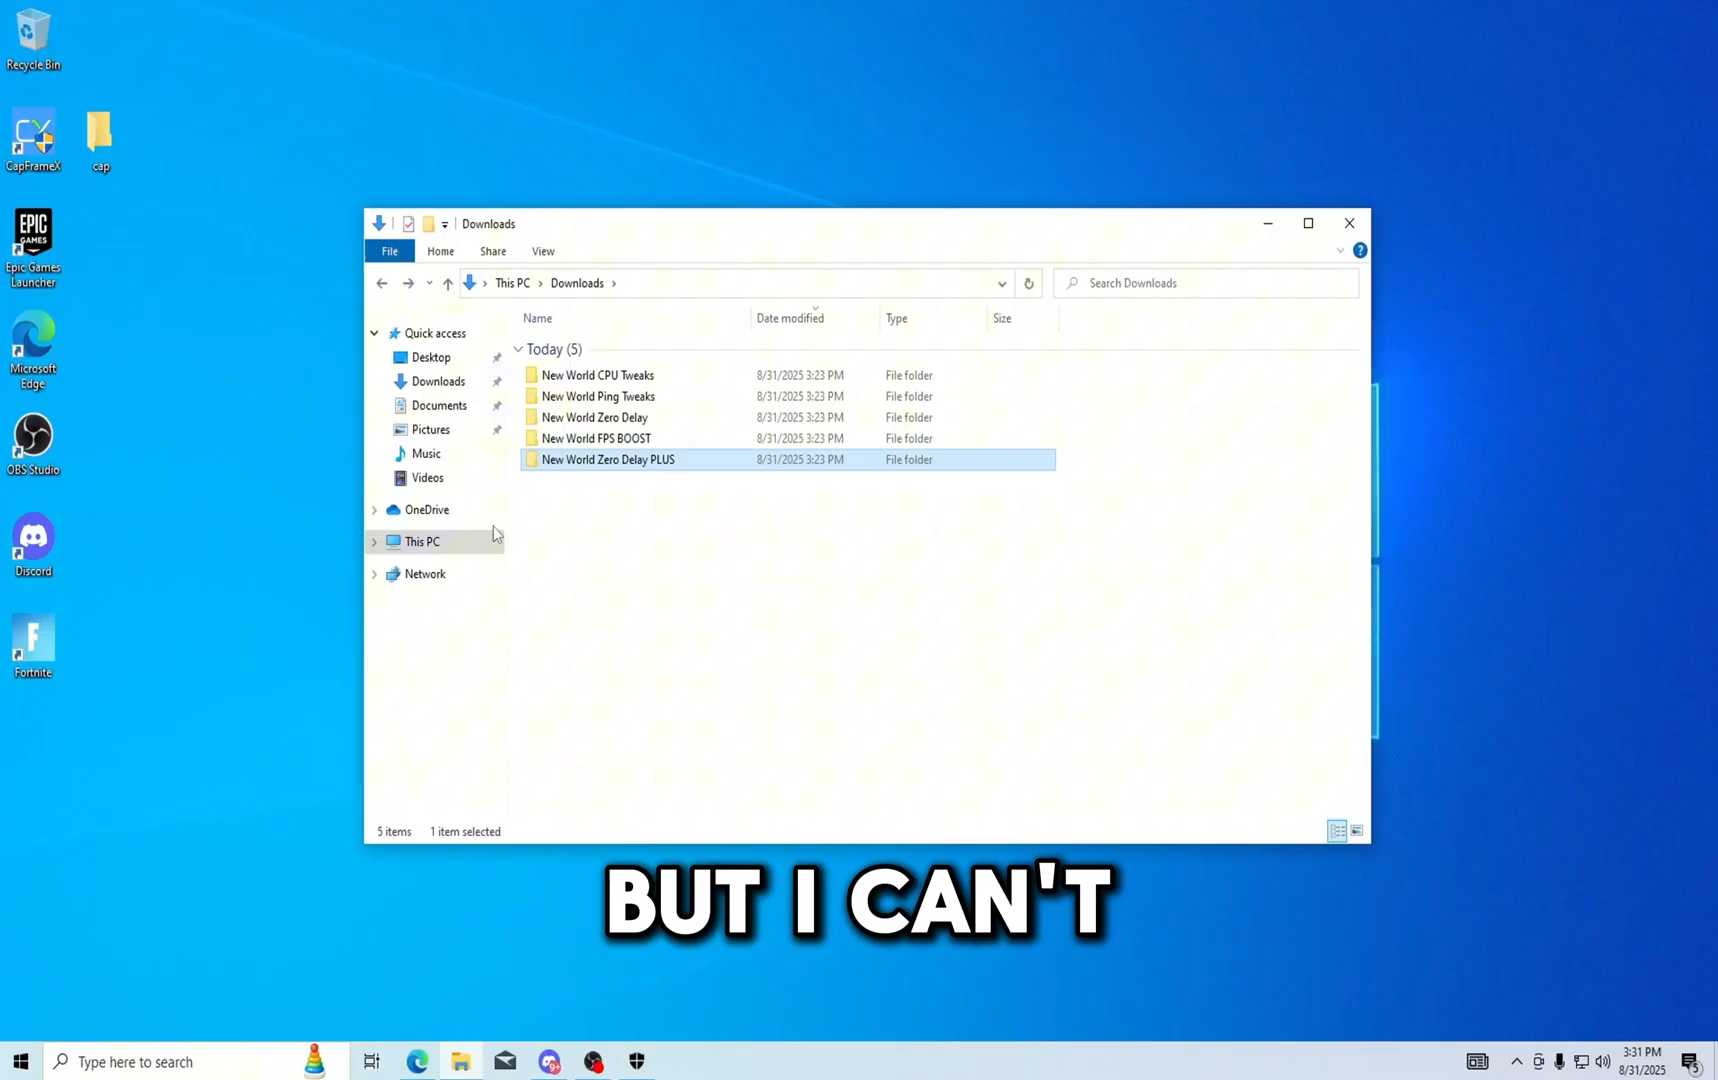 Recycle Bin
CapFrameX
cap
EPIC
GAMES
Epic Games
Launcher
Microsoft
Edge
OBS Studio
Discord
F
Fortnite
Downloads
File
Home
Share
View
?
This PC
Downloads
Search Downloads
Name
Date modified
Type
Size
Quick access
Desktop
Downloads
Documents
Pictures
Music
Videos
OneDrive
This PC
Network
Today (5)
New World CPU Tweaks 8/31/2025 3:23 PM File folder
New World Ping Tweaks 8/31/2025 3:23 PM File folder
New World Zero Delay 8/31/2025 3:23 PM File folder
New World FPS BOOST 8/31/2025 3:23 PM File folder
New World Zero Delay PLUS 8/31/2025 3:23 PM File folder
5 items 1 item selected
BUT I CAN'T
Type here to search
9+
3:31 PM
8/31/2025
5